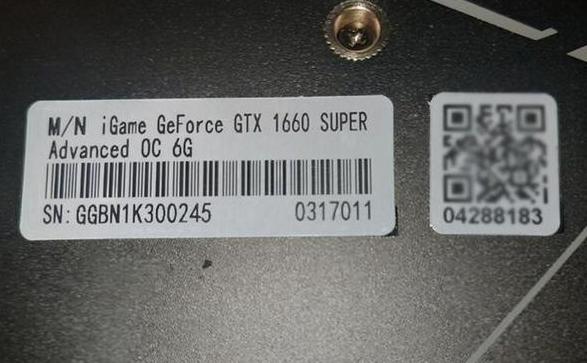 M/N iGame GeForce GTX 1660 SUPER
Advanced OC 6G
SN: GGBN1K300245 0317011
04288183